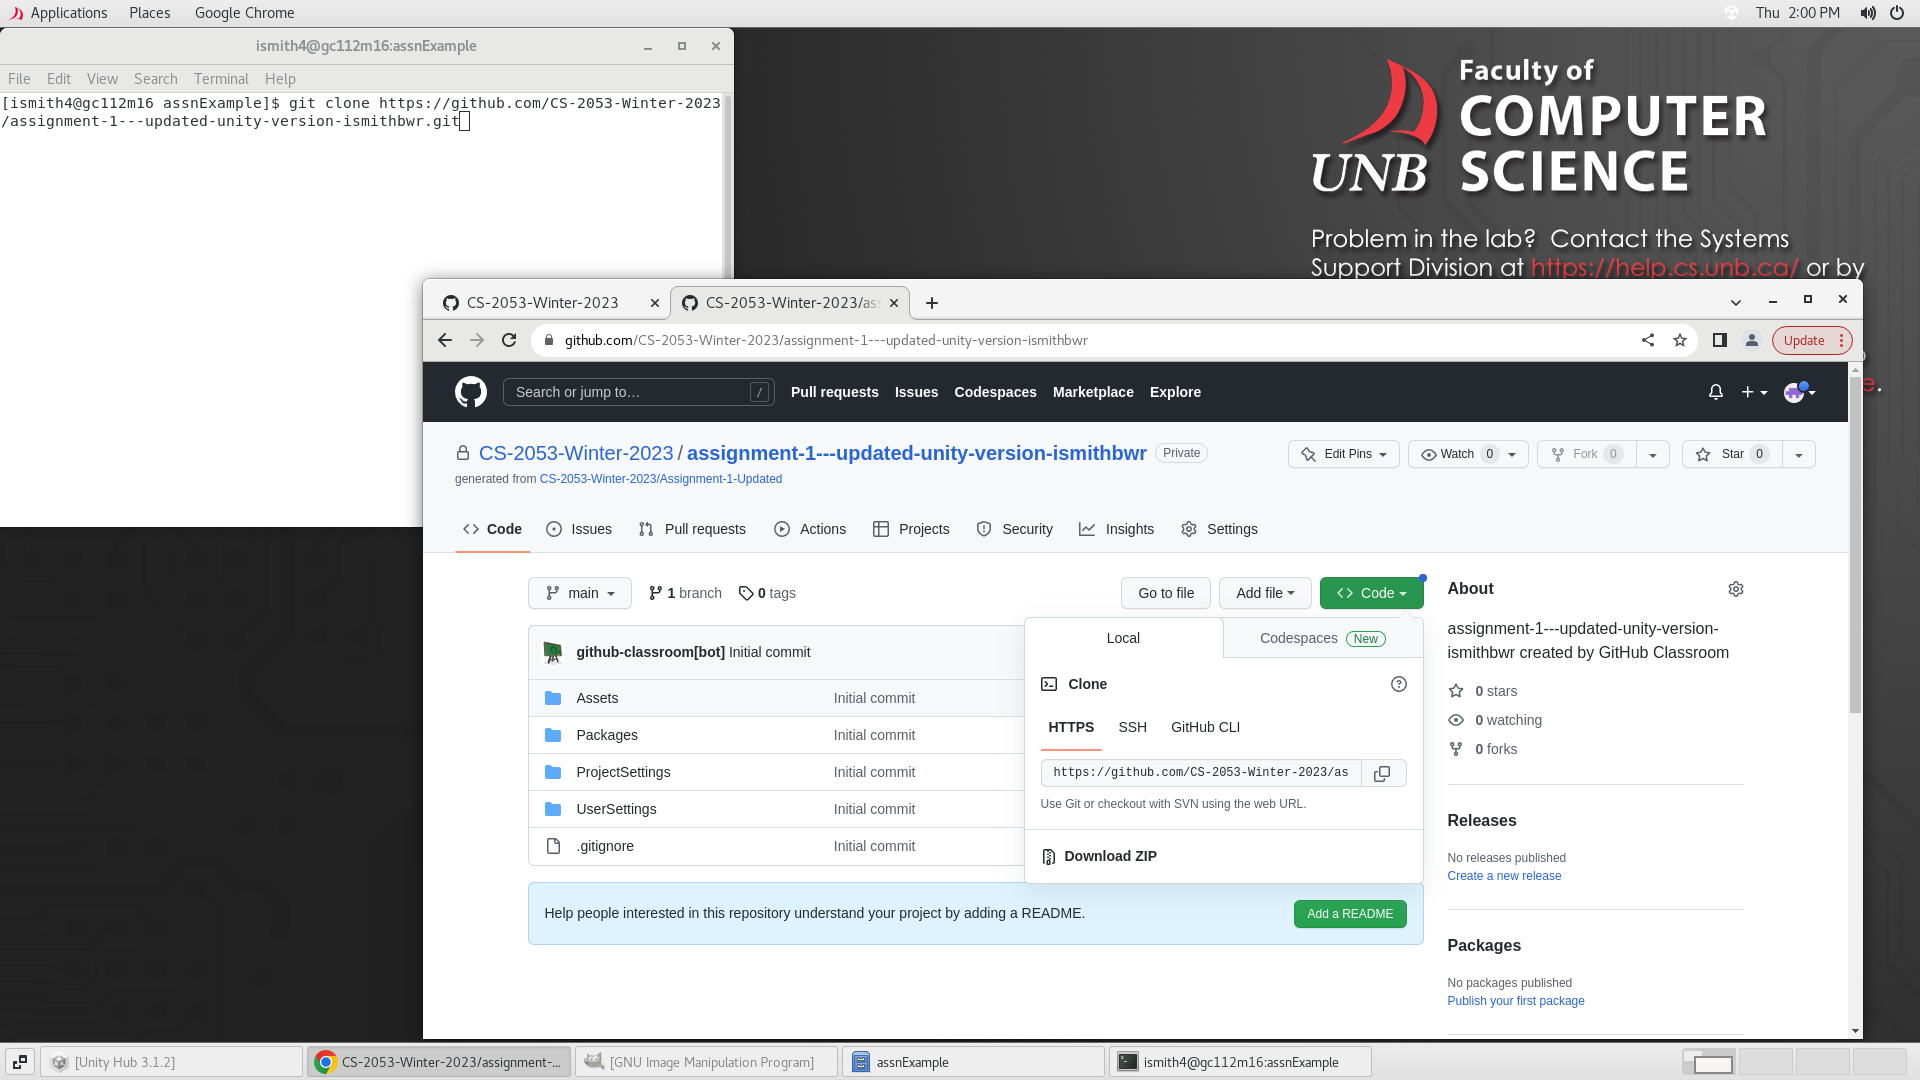 Applications Places Google Chrome Thu 2:00 PM
ismith4@gc112m16:assnExample
File Edit View Search Terminal Help
[ismith4@gc112m16 assnExample]$ git clone https://github.com/CS-2053-Winter-2023
/assignment-1---updated-unity-version-ismithbwr.git
Faculty of
COMPUTER
UNB SCIENCE
Problem in the lab? Contact the Systems
Support Division at https://help.cs.unb.ca/ or by
e.
CS-2053-Winter-2023
CS-2053-Winter-2023/as
github.com/CS-2053-Winter-2023/assignment-1---updated-unity-version-ismithbwr
Update
Search or jump to… / Pull requests Issues Codespaces Marketplace Explore
CS-2053-Winter-2023 / assignment-1---updated-unity-version-ismithbwr Private
Edit Pins Watch 0 Fork 0 Star 0
generated from CS-2053-Winter-2023/Assignment-1-Updated
Code Issues Pull requests Actions Projects Security Insights Settings
main 1 branch 0 tags Go to file Add file Code
github-classroom[bot] Initial commit
Assets Initial commit
Packages Initial commit
ProjectSettings Initial commit
UserSettings Initial commit
.gitignore Initial commit
Local Codespaces New
Clone
HTTPS SSH GitHub CLI
https://github.com/CS-2053-Winter-2023/as
Use Git or checkout with SVN using the web URL.
Download ZIP
Help people interested in this repository understand your project by adding a README. Add a README
About
assignment-1---updated-unity-version-
ismithbwr created by GitHub Classroom
0 stars
0 watching
0 forks
Releases
No releases published
Create a new release
Packages
No packages published
Publish your first package
[Unity Hub 3.1.2] CS-2053-Winter-2023/assignment-... [GNU Image Manipulation Program] assnExample ismith4@gc112m16:assnExample